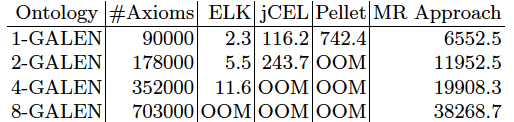 Ontology #Axioms ELK jCEL Pellet MR Approach
1-GALEN 90000 2.3 116.2 742.4 6552.5
2-GALEN 178000 5.5 243.7 OOM 11952.5
4-GALEN 352000 11.6 OOM OOM 19908.3
8-GALEN 703000 OOM OOM OOM 38268.7